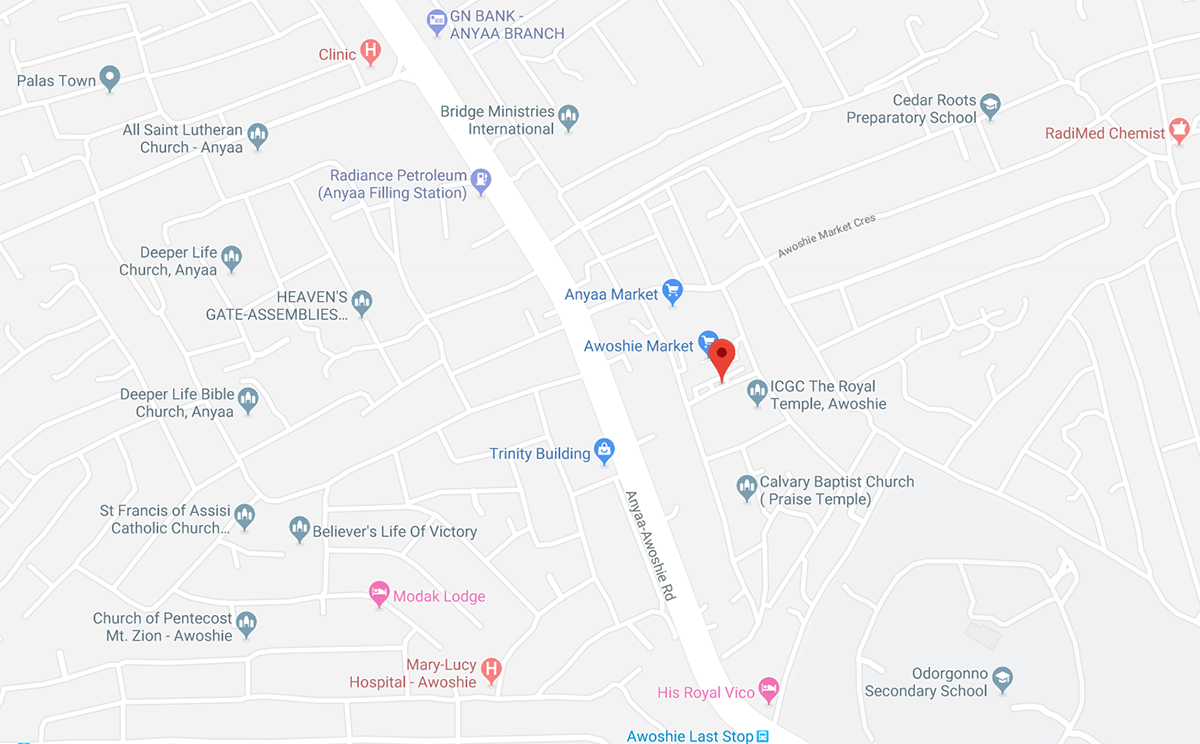 GN BANK -
ANYAA BRANCH
Clinic
Palas Town
Bridge Ministries
International
Cedar Roots
Preparatory School
RadiMed Chemist
All Saint Lutheran
Church - Anyaa
Radiance Petroleum
(Anyaa Filling Station)
Awoshie Market Cres
Deeper Life
Church, Anyaa
HEAVEN'S
GATE-ASSEMBLIES...
Anyaa Market
Awoshie Market
ICGC The Royal
Temple, Awoshie
Deeper Life Bible
Church, Anyaa
Trinity Building
Calvary Baptist Church
( Praise Temple)
Anyaa-Awoshie Rd
St Francis of Assisi
Catholic Church...
Believer's Life Of Victory
Modak Lodge
Church of Pentecost
Mt. Zion - Awoshie
Mary-Lucy
Hospital - Awoshie
His Royal Vico
Odorgonno
Secondary School
Awoshie Last Stop